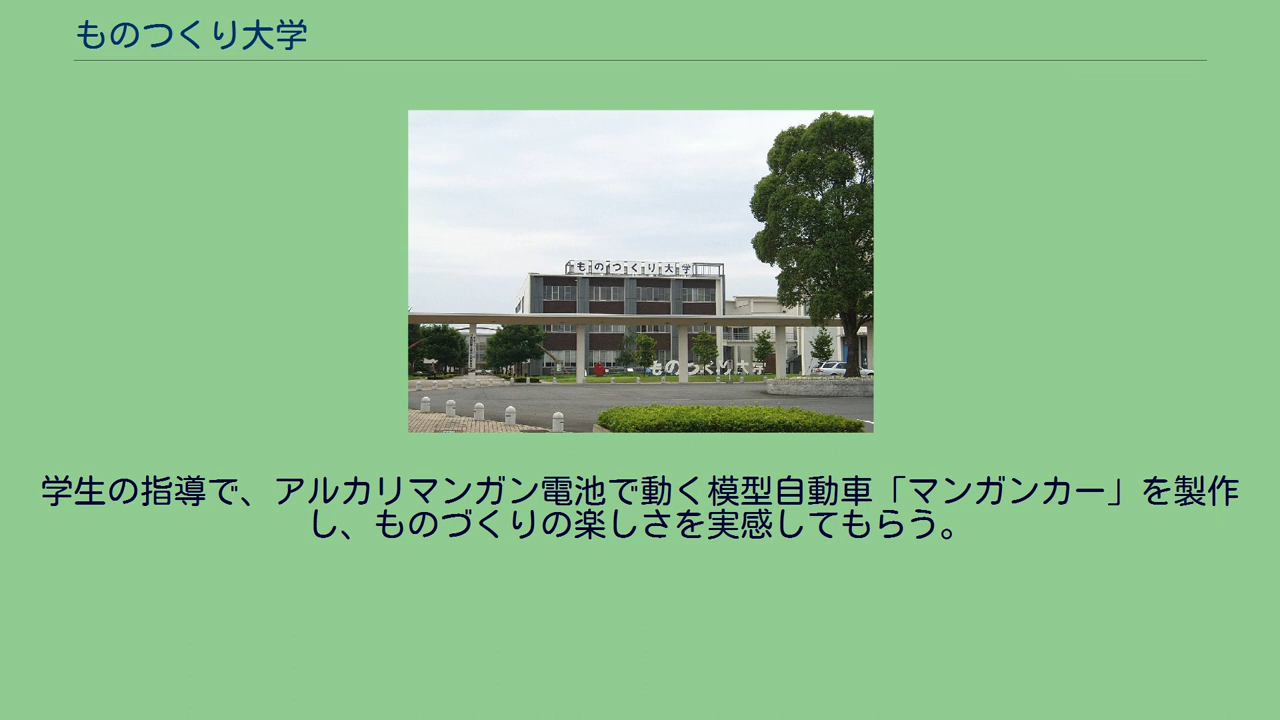 ものつくり大学
ものつくり大学
ものつくり大学
学生の指導で、アルカリマンガン電池で動く模型自動車「マンガンカー」を製作
し、ものづくりの楽しさを実感してもらう。